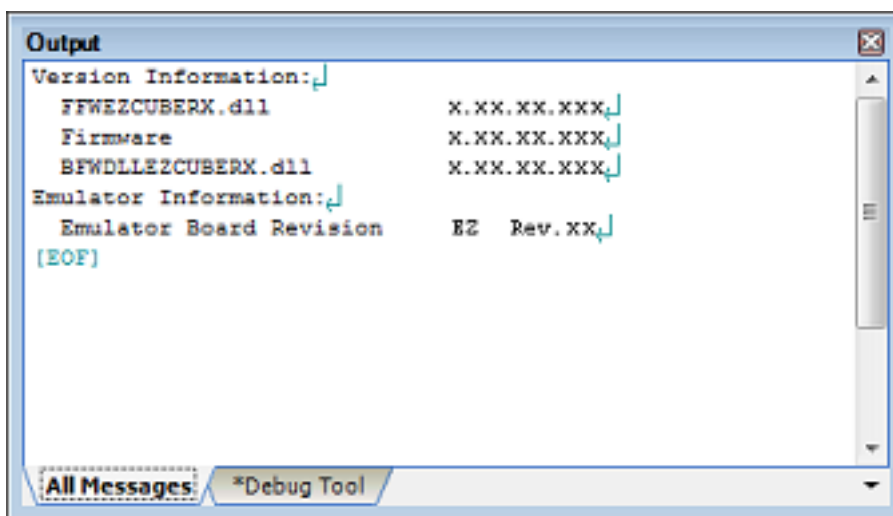 Output
Version Information:
FFWEZCUBERX.dll x.xx.xx.xxx
Firmware x.xx.xx.xxx
BFWDLLEZCUBERX.dll x.xx.xx.xxx
Emulator Information:
Emulator Board Revision EZ Rev.xx
[EOF]
All Messages *Debug Tool